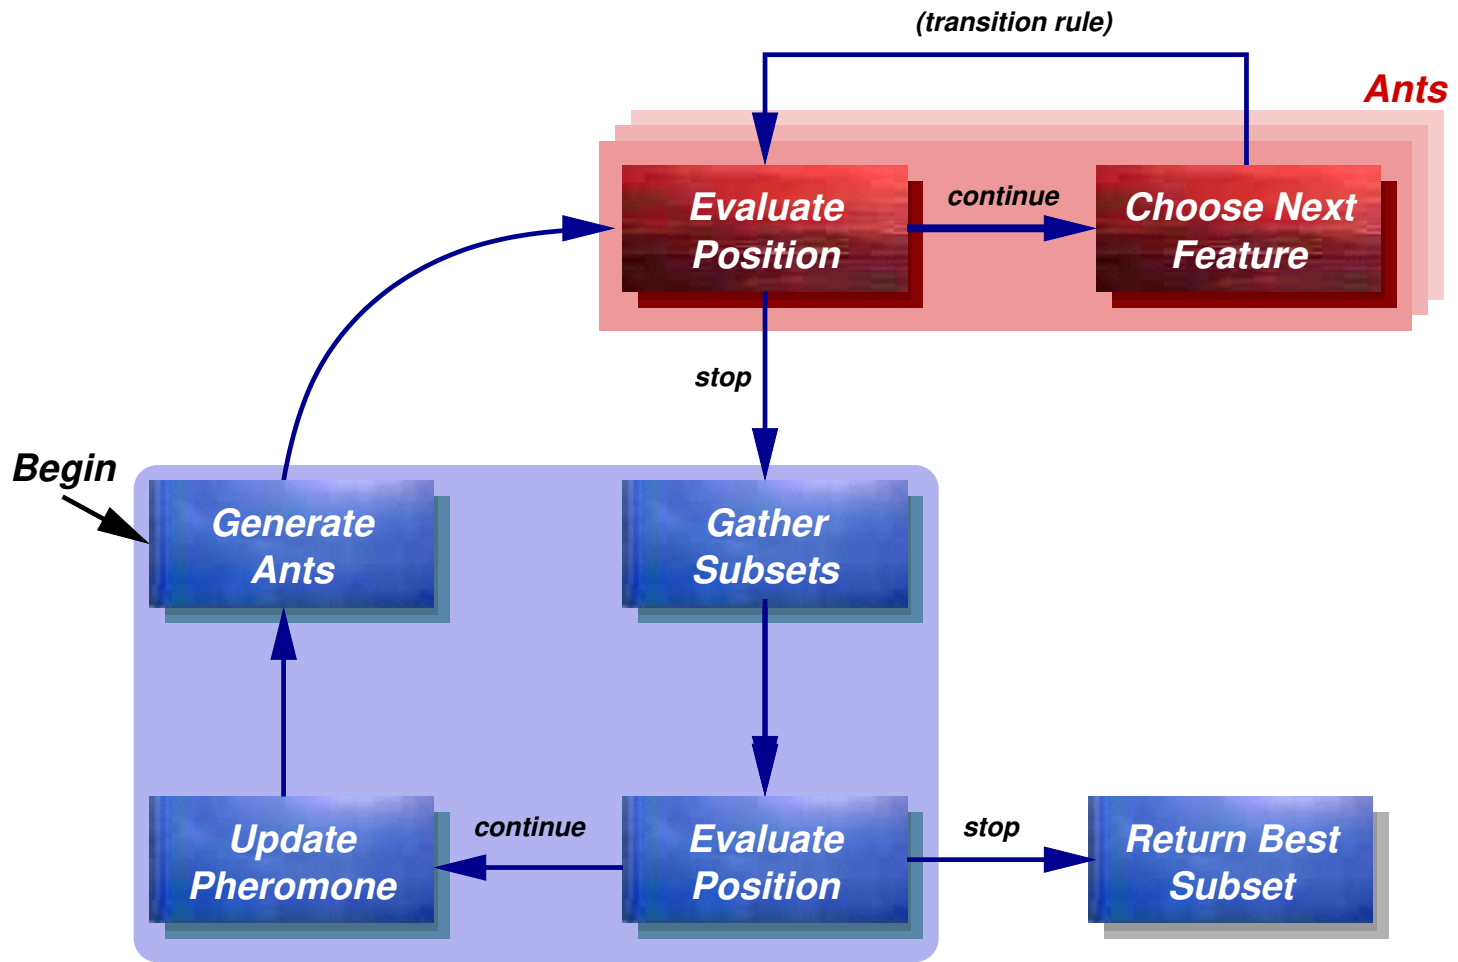 (transition rule)
Ants
Evaluate
Position
continue
Choose Next
Feature
stop
Begin
Generate
Ants
Gather
Subsets
Update
Pheromone
continue
Evaluate
Position
stop
Return Best
Subset